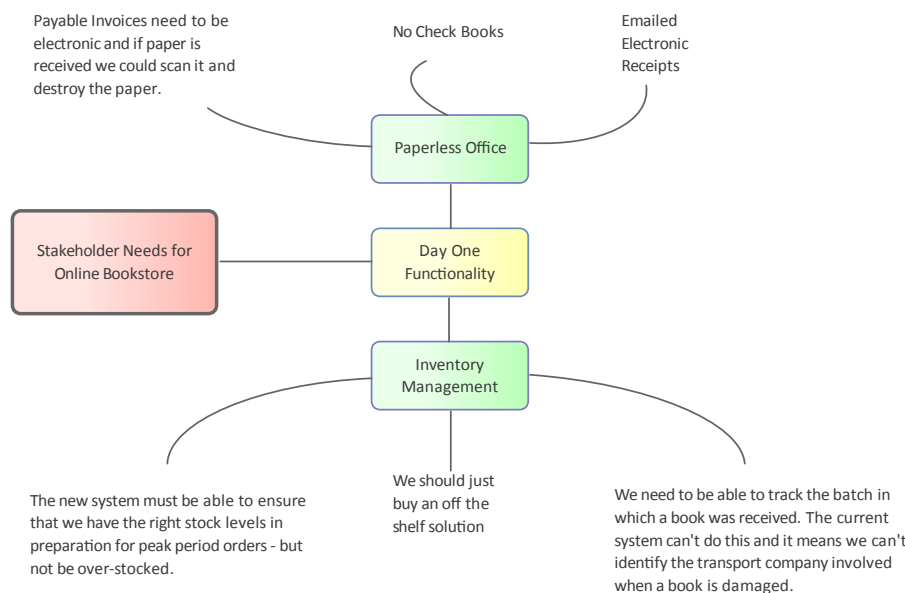 Payable Invoices need to be
electronic and if paper is
received we could scan it and
destroy the paper.
No Check Books
Emailed
Electronic
Receipts
Paperless Office
Stakeholder Needs for
Online Bookstore
Day One
Functionality
Inventory
Management
The new system must be able to ensure
that we have the right stock levels in
preparation for peak period orders - but
not be over-stocked.
We should just
buy an off the
shelf solution
We need to be able to track the batch in
which a book was received. The current
system can't do this and it means we can't
identify the transport company involved
when a book is damaged.